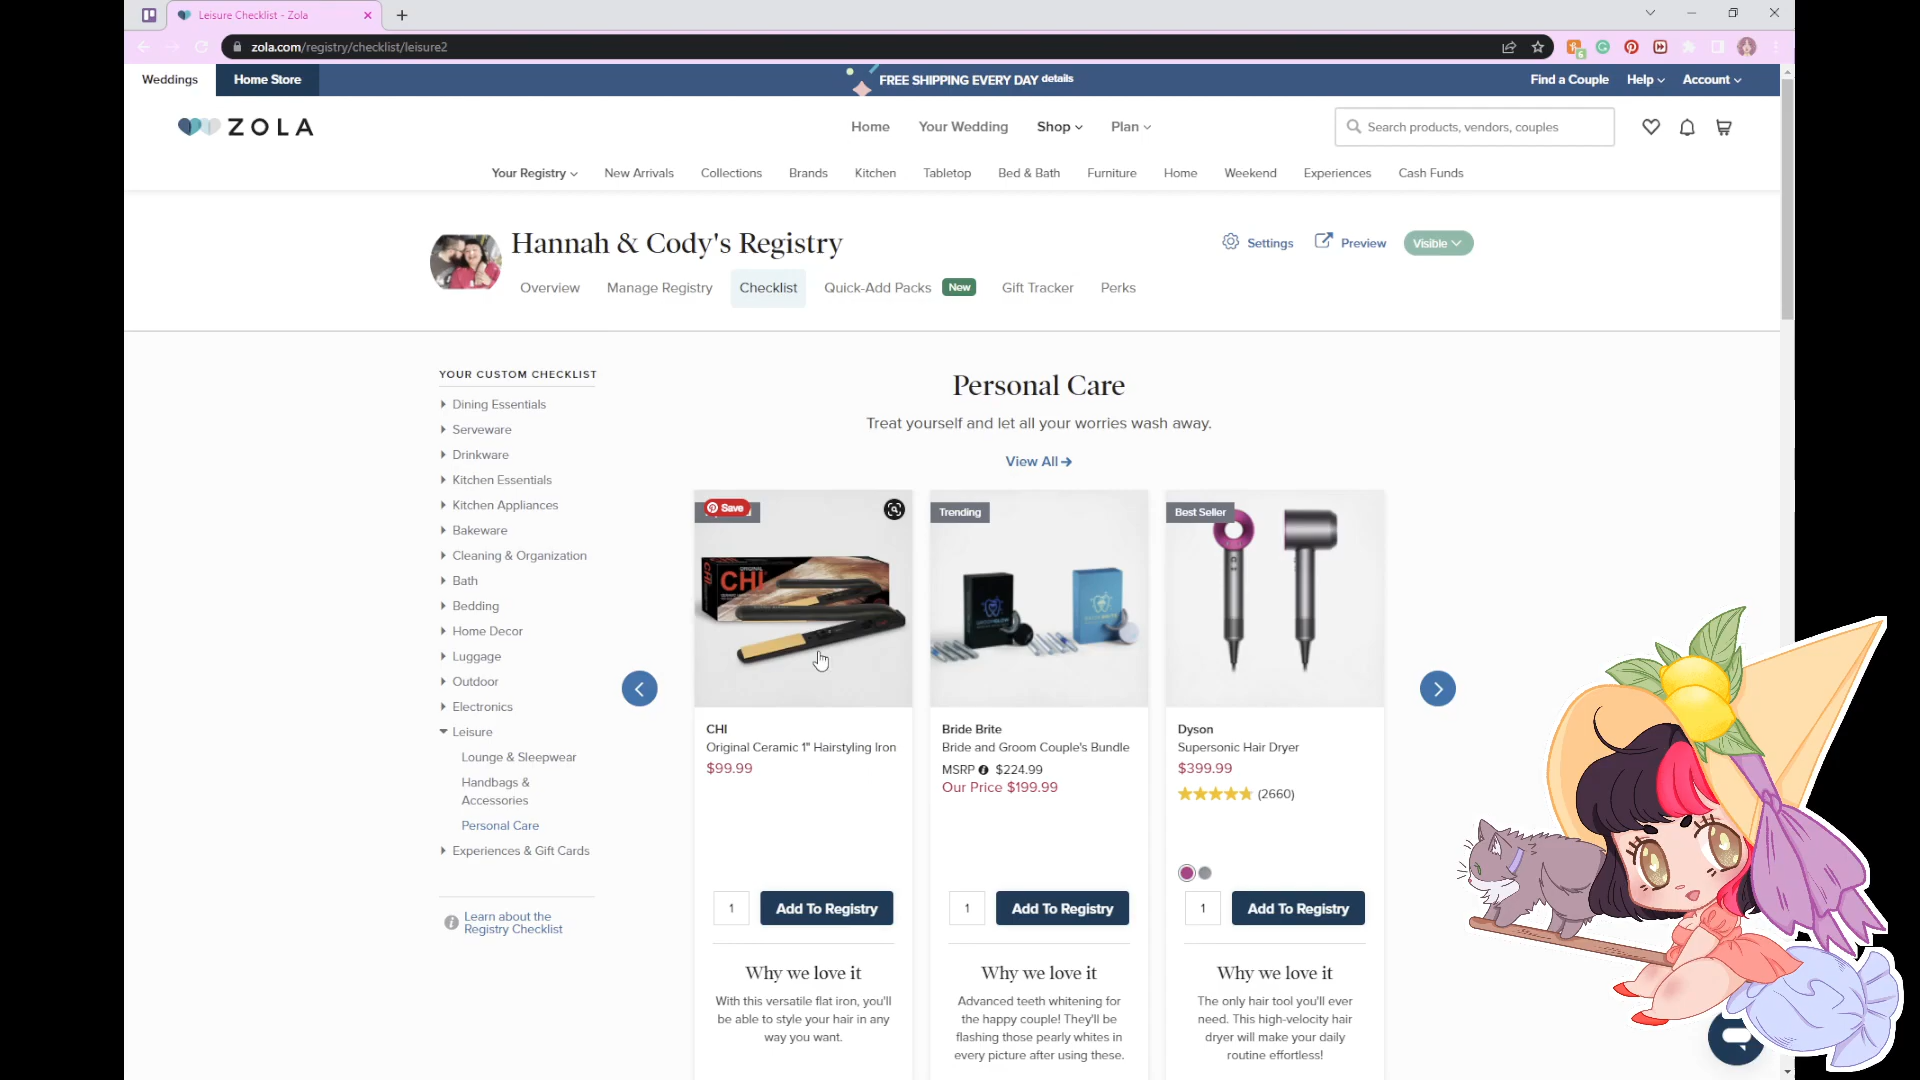 Leisure Checklist - Zola
zola.com/registry/checklist/leisure2
6
Weddings
Home Store
FREE SHIPPING EVERY DAY details
Find a Couple
Help
Account
ZOLA
Home
Your Wedding
Shop
Plan
Search products, vendors, couples
Your Registry
New Arrivals
Collections
Brands
Kitchen
Tabletop
Bed & Bath
Furniture
Home
Weekend
Experiences
Cash Funds
Hannah & Cody's Registry
Settings
Preview
Visible
Overview
Manage Registry
Checklist
Quick-Add Packs
New
Gift Tracker
Perks
YOUR CUSTOM CHECKLIST
Dining Essentials
Serveware
Drinkware
Kitchen Essentials
Kitchen Appliances
Bakeware
Cleaning & Organization
Bath
Bedding
Home Decor
Luggage
Outdoor
Electronics
Leisure
Lounge & Sleepwear
Handbags &
Accessories
Personal Care
Experiences & Gift Cards
Learn about the
Registry Checklist
Personal Care
Treat yourself and let all your worries wash away.
View All
Save
CHI
CHI
Original Ceramic 1" Hairstyling Iron
$99.99
1
Add To Registry
Why we love it
With this versatile flat iron, you'll
be able to style your hair in any
way you want.
Trending
Bride Brite
Bride and Groom Couple's Bundle
MSRP $224.99
Our Price $199.99
1
Add To Registry
Why we love it
Advanced teeth whitening for
the happy couple! They'll be
flashing those pearly whites in
every picture after using these.
Best Seller
Dyson
Supersonic Hair Dryer
$399.99
(2660)
1
Add To Registry
Why we love it
The only hair tool you'll ever
need. This high-velocity hair
dryer will make your daily
routine effortless!